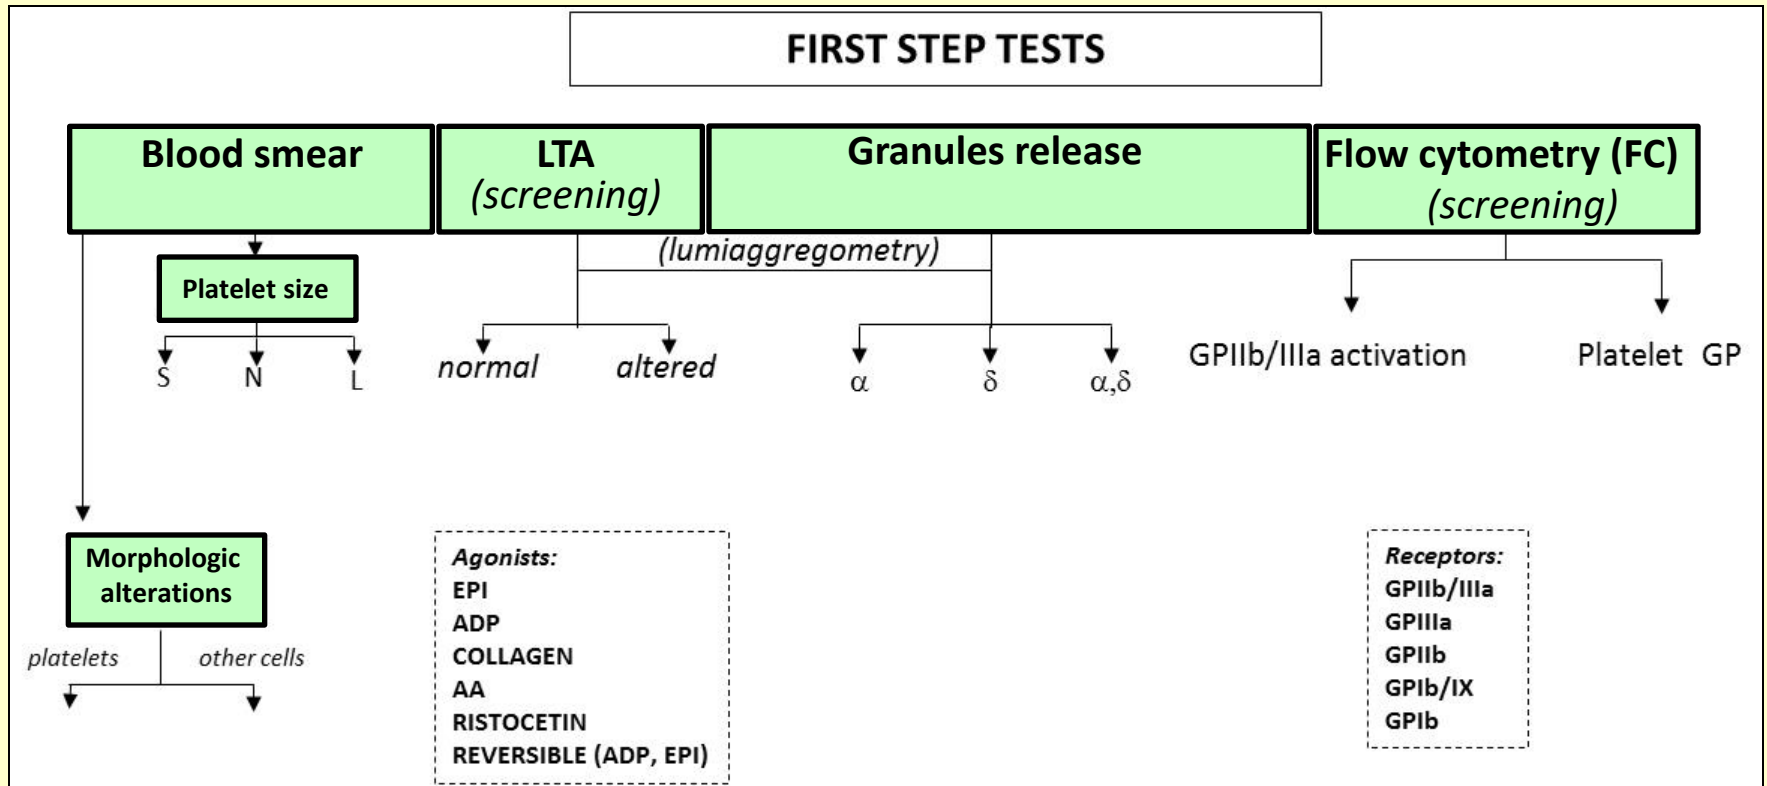 FIRST STEP TESTS
Blood smear
LTA
(screening)
Granules release
Flow cytometry (FC)
(screening)
(lumiaggregometry)
Platelet size
S
N
L
normal
altered
α
δ
α,δ
GPIIb/IIIa activation
Platelet GP
Morphologic
alterations
platelets
other cells
Agonists:
EPI
ADP
COLLAGEN
AA
RISTOCETIN
REVERSIBLE (ADP, EPI)
Receptors:
GPIIb/IIIa
GPIIIa
GPIIb
GPIb/IX
GPIb